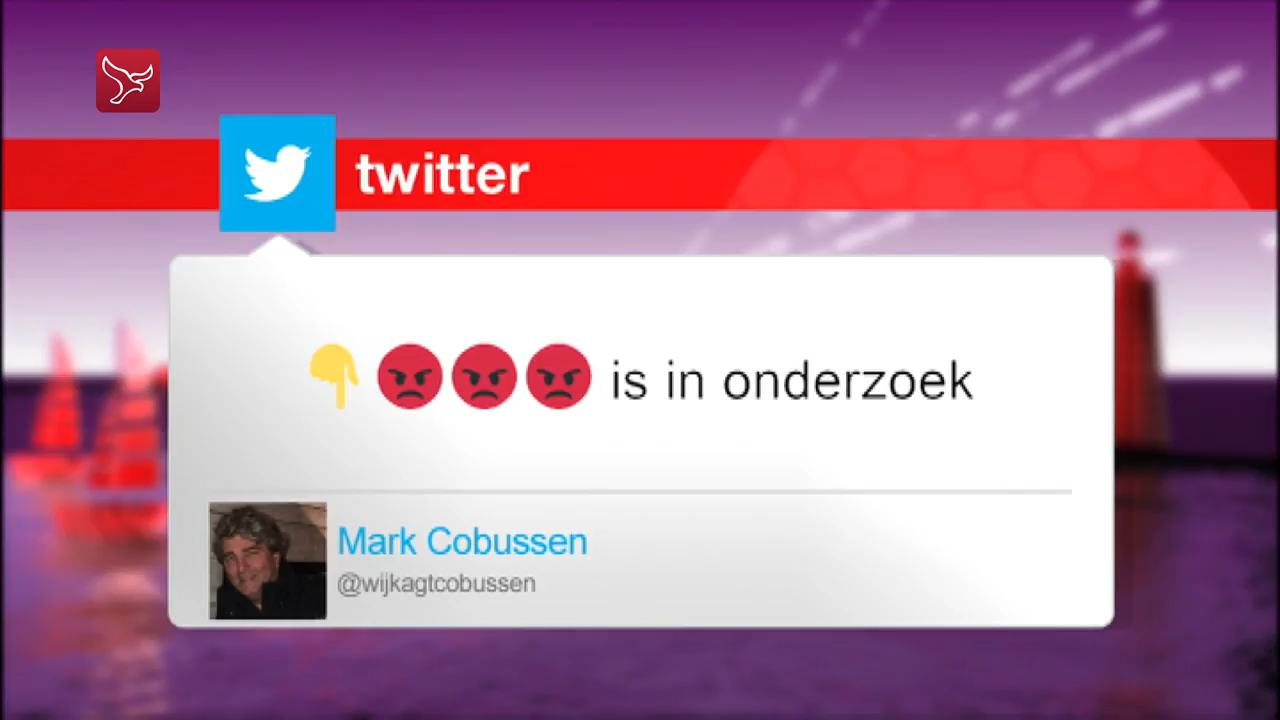 twitter
👇😡😡😡 is in onderzoek
Mark Cobussen
@wijkagtcobussen